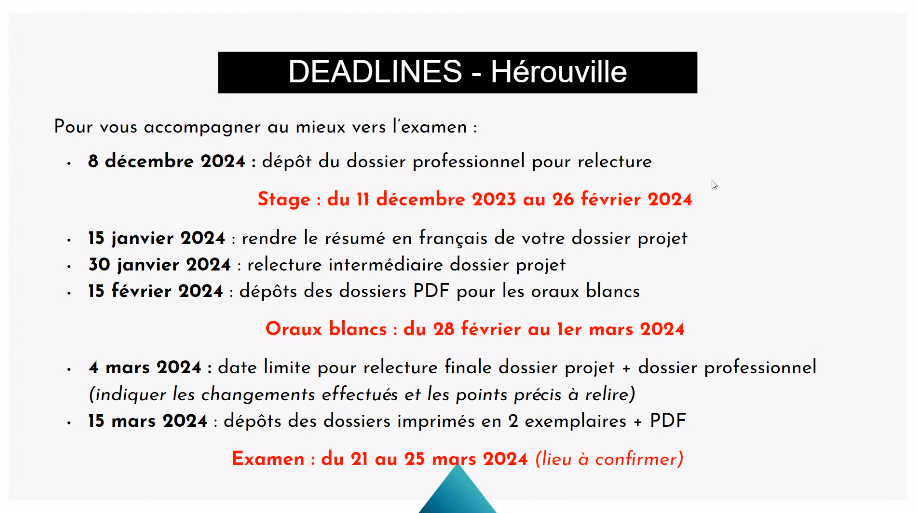 DEADLINES - Hérouville
Pour vous accompagner au mieux vers l'examen :
• 8 décembre 2024 : dépôt du dossier professionnel pour relecture
Stage : du 11 décembre 2023 au 26 février 2024
• 15 janvier 2024 : rendre le résumé en français de votre dossier projet
• 30 janvier 2024 : relecture intermédiaire dossier projet
• 15 février 2024 : dépôts des dossiers PDF pour les oraux blancs
Oraux blancs : du 28 février au 1er mars 2024
• 4 mars 2024 : date limite pour relecture finale dossier projet + dossier professionnel
(indiquer les changements effectués et les points précis à relire)
• 15 mars 2024 : dépôts des dossiers imprimés en 2 exemplaires + PDF
Examen : du 21 au 25 mars 2024 (lieu à confirmer)